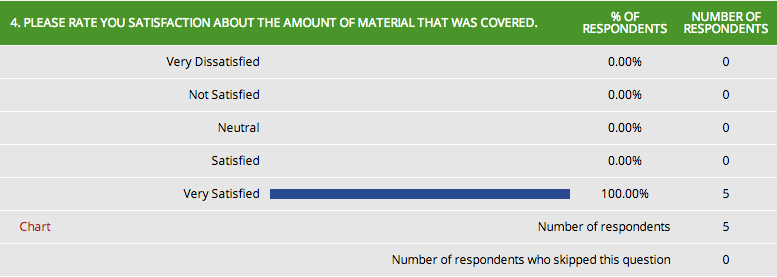 4. PLEASE RATE YOU SATISFACTION ABOUT THE AMOUNT OF MATERIAL THAT WAS COVERED. % OF RESPONDENTS NUMBER OF RESPONDENTS
Very Dissatisfied 0.00% 0
Not Satisfied 0.00% 0
Neutral 0.00% 0
Satisfied 0.00% 0
Very Satisfied 100.00% 5
Chart Number of respondents 5
Number of respondents who skipped this question 0